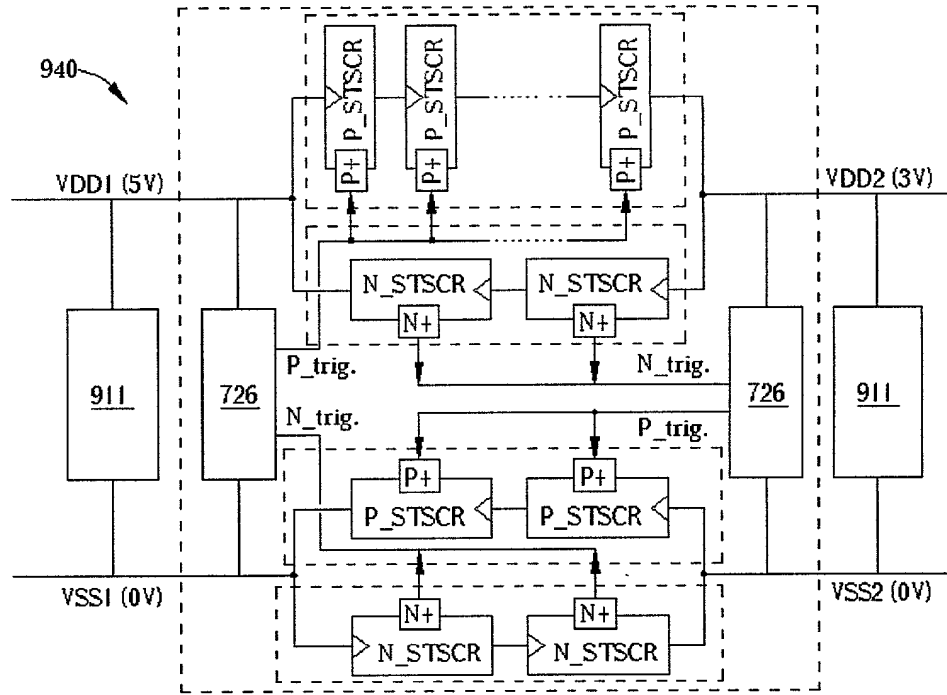 940
P_STSCR
P+
P_STSCR
P+
P_STSCR
P+
VDD1 (5V)
VDD2 (3V)
N_STSCR
N+
N_STSCR
N+
911
726
P_trig.
N_trig.
N_trig.
P_trig.
726
911
P+
P_STSCR
P+
P_STSCR
VSS1 (0V)
VSS2 (0V)
N+
N_STSCR
N+
N_STSCR